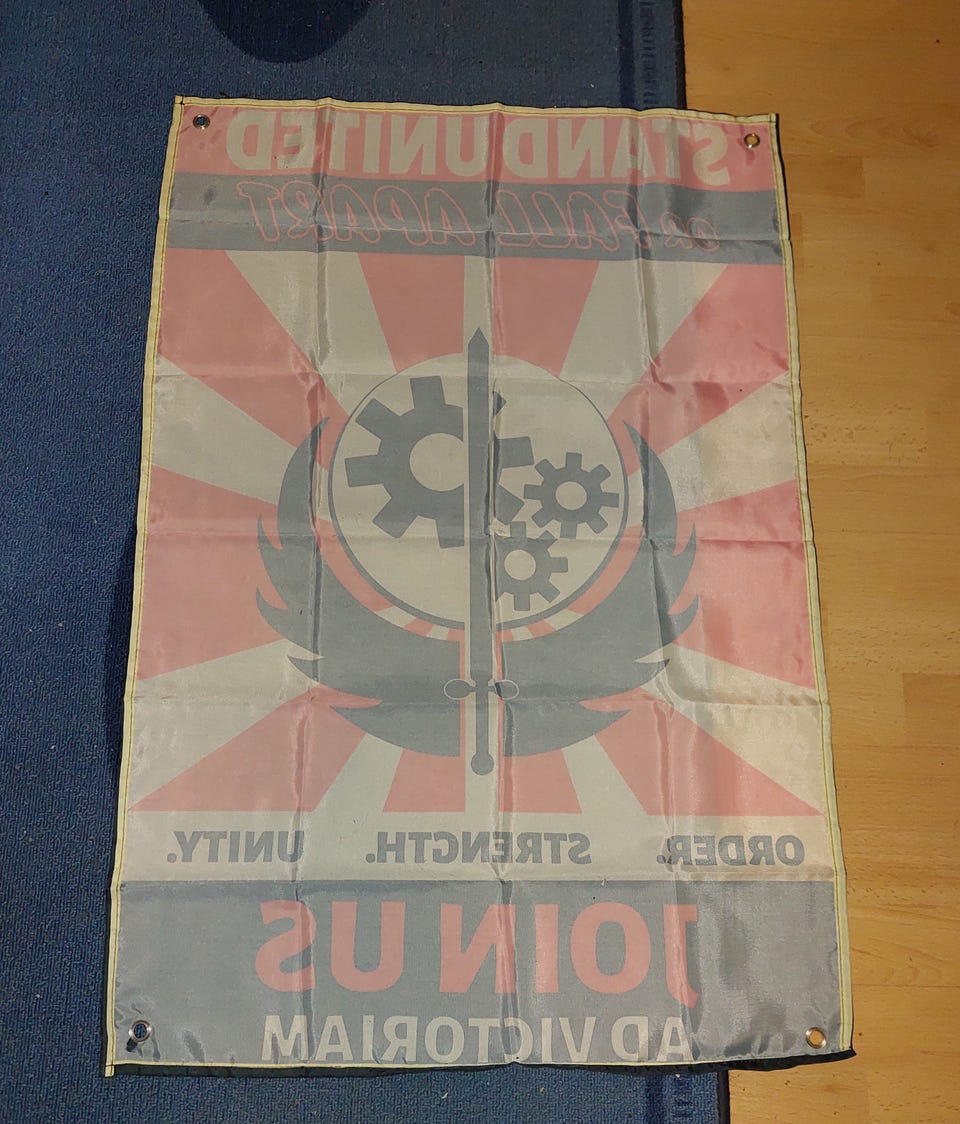 STAND UNITED
OR FALL APART
ORDER. STRENGTH. UNITY.
JOIN US
AD VICTORIAM